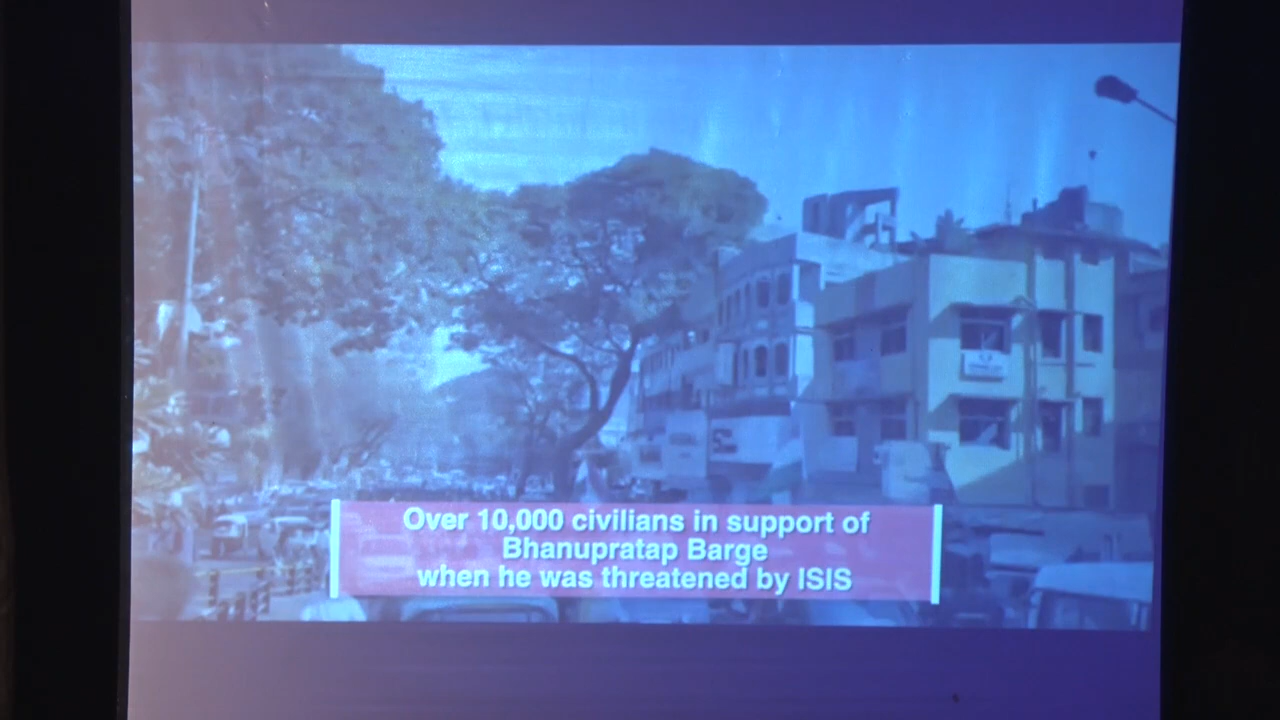 Over 10,000 civilians in support of
Bhanupratap Barge
when he was threatened by ISIS